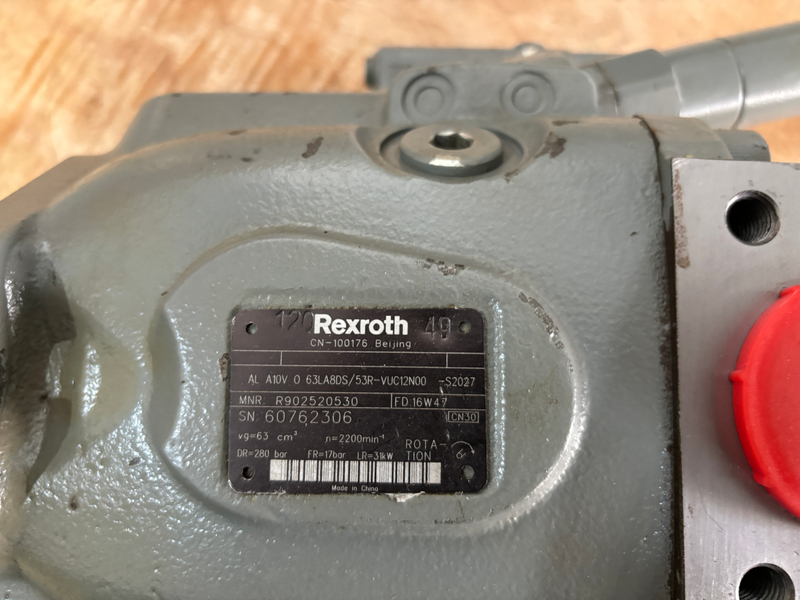 120 Rexroth 49
CN-100176 Beijing
AL A10V O 63LA8DS/53R-VUC12N00 -S2027
MNR: R902520530 FD:16W47
SN: 60762306 CN30
vg=63 cm³ n=2200min⁻¹
ROTA-
TION R
DR=280 bar FR=17bar LR=31kW
Made in China